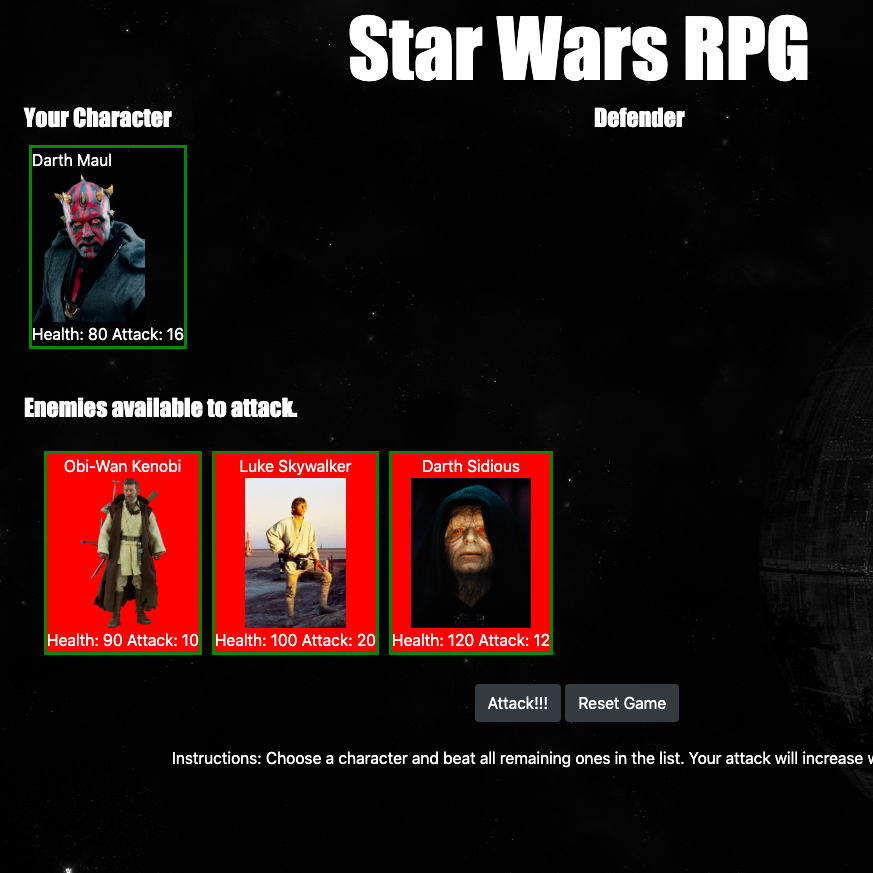 Star Wars RPG
Your Character
Defender
Darth Maul
Health: 80 Attack: 16
Enemies available to attack.
Obi-Wan Kenobi
Luke Skywalker
Darth Sidious
Health: 90 Attack: 10
Health: 100 Attack: 20
Health: 120 Attack: 12
Attack!!!
Reset Game
Instructions: Choose a character and beat all remaining ones in the list. Your attack will increase